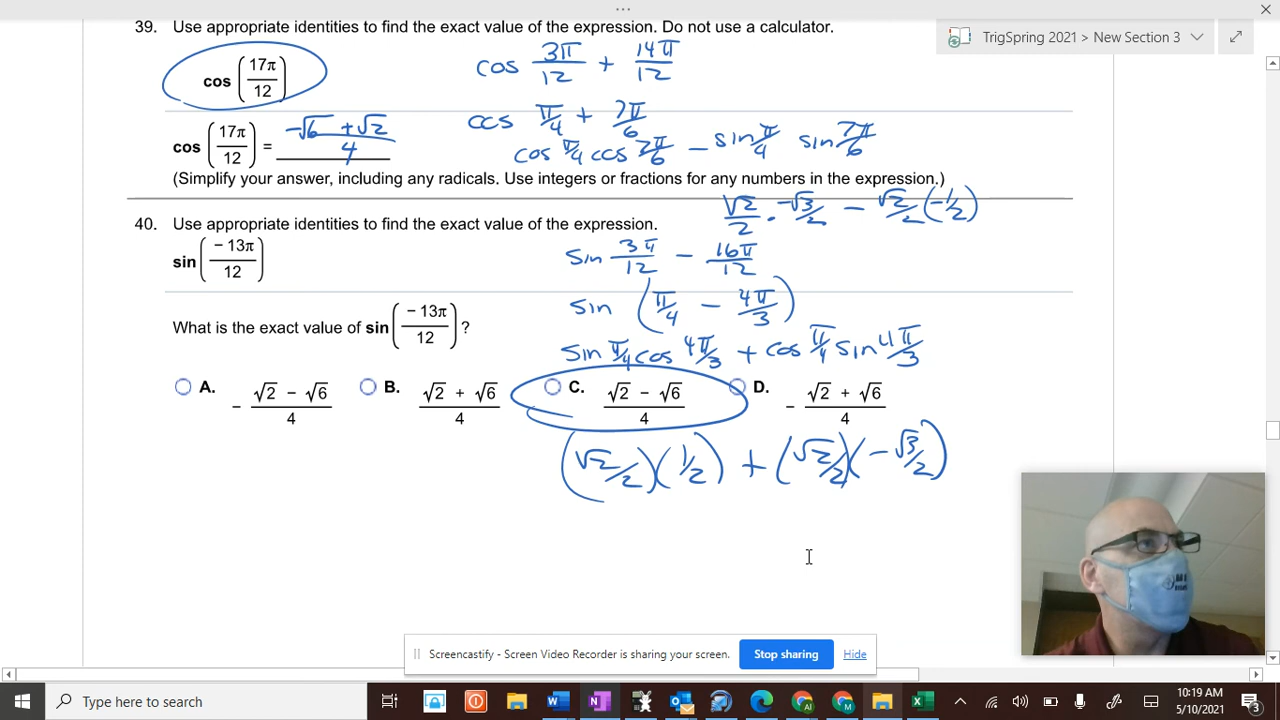 39. Use appropriate identities to find the exact value of the expression. Do not use a calculator.
TrigSpring 2021 > New Section 3
cos (17π/12)
cos 3π/12 + 14π/12
cos π/4 + 7π/6
cos (17π/12) = -√6 + √2 / 4
cos π/4 cos 7π/6 - sin π/4 sin 7π/6
(Simplify your answer, including any radicals. Use integers or fractions for any numbers in the expression.)
√2/2 · -√3/2 - √2/2 (-1/2)
40. Use appropriate identities to find the exact value of the expression.
sin (-13π/12)
sin 3π/12 - 16π/12
sin (π/4 - 4π/3)
What is the exact value of sin (-13π/12) ?
sin π/4 cos 4π/3 + cos π/4 sin 4π/3
A. - √2 - √6 / 4
B. √2 + √6 / 4
C. √2 - √6 / 4
D. - √2 + √6 / 4
(√2/2)(1/2) + (√2/2)(-√3/2)
Screencastify - Screen Video Recorder is sharing your screen.
Stop sharing
Hide
Type here to search
10:19 AM
5/10/2021
3